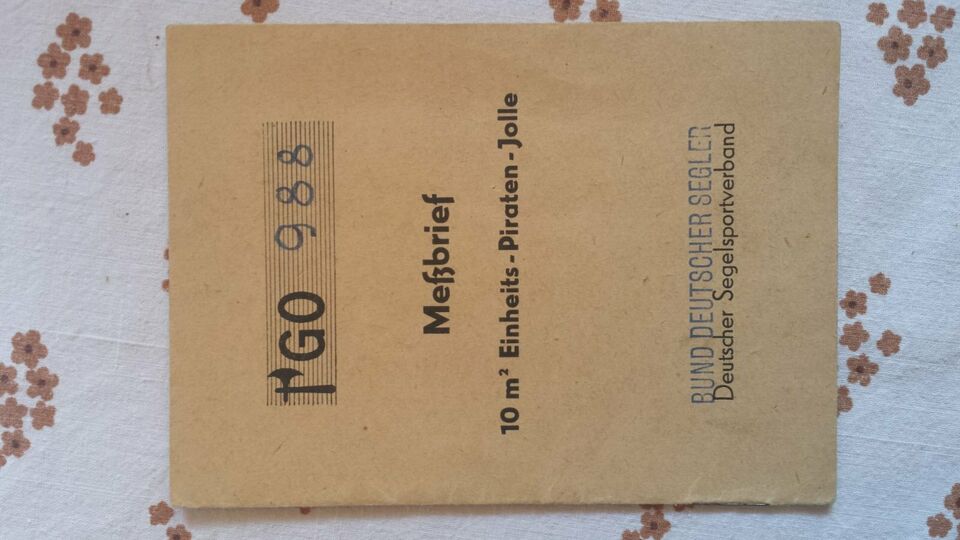 GO 988
Meßbrief
10 m² Einheits-Piraten-Jolle
BUND DEUTSCHER SEGLER
Deutscher Segelsportverband